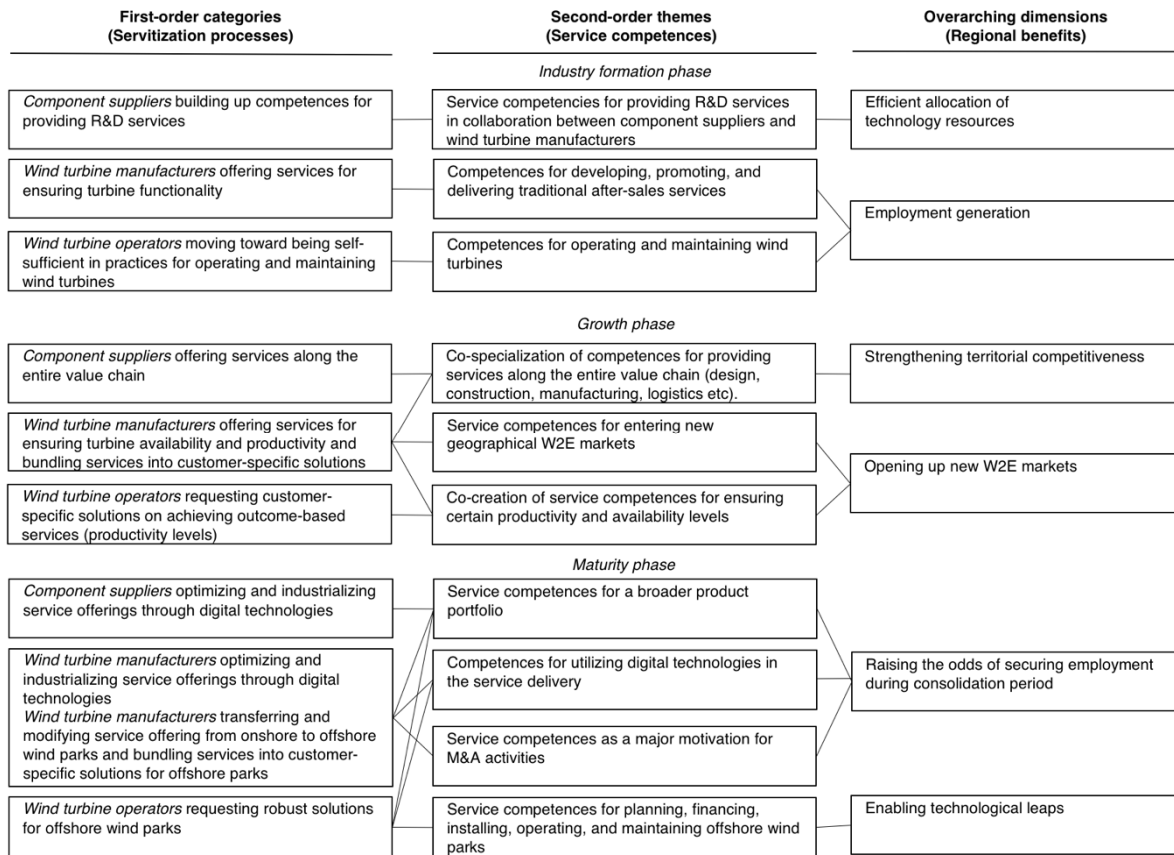 First-order categories
(Servitization processes)
Second-order themes
(Service competences)
Overarching dimensions
(Regional benefits)
Industry formation phase
Component suppliers building up competences for
providing R&D services
Service competencies for providing R&D services
in collaboration between component suppliers and
wind turbine manufacturers
Efficient allocation of
technology resources
Wind turbine manufacturers offering services for
ensuring turbine functionality
Competences for developing, promoting, and
delivering traditional after-sales services
Employment generation
Wind turbine operators moving toward being self-
sufficient in practices for operating and maintaining
wind turbines
Competences for operating and maintaining wind
turbines
Growth phase
Component suppliers offering services along the
entire value chain
Co-specialization of competences for providing
services along the entire value chain (design,
construction, manufacturing, logistics etc).
Strengthening territorial competitiveness
Wind turbine manufacturers offering services for
ensuring turbine availability and productivity and
bundling services into customer-specific solutions
Service competences for entering new
geographical W2E markets
Opening up new W2E markets
Wind turbine operators requesting customer-
specific solutions on achieving outcome-based
services (productivity levels)
Co-creation of service competences for ensuring
certain productivity and availability levels
Maturity phase
Component suppliers optimizing and industrializing
service offerings through digital technologies
Service competences for a broader product
portfolio
Wind turbine manufacturers optimizing and
industrializing service offerings through digital
technologies
Wind turbine manufacturers transferring and
modifying service offering from onshore to offshore
wind parks and bundling services into customer-
specific solutions for offshore parks
Competences for utilizing digital technologies in
the service delivery
Raising the odds of securing employment
during consolidation period
Service competences as a major motivation for
M&A activities
Wind turbine operators requesting robust solutions
for offshore wind parks
Service competences for planning, financing,
installing, operating, and maintaining offshore wind
parks
Enabling technological leaps